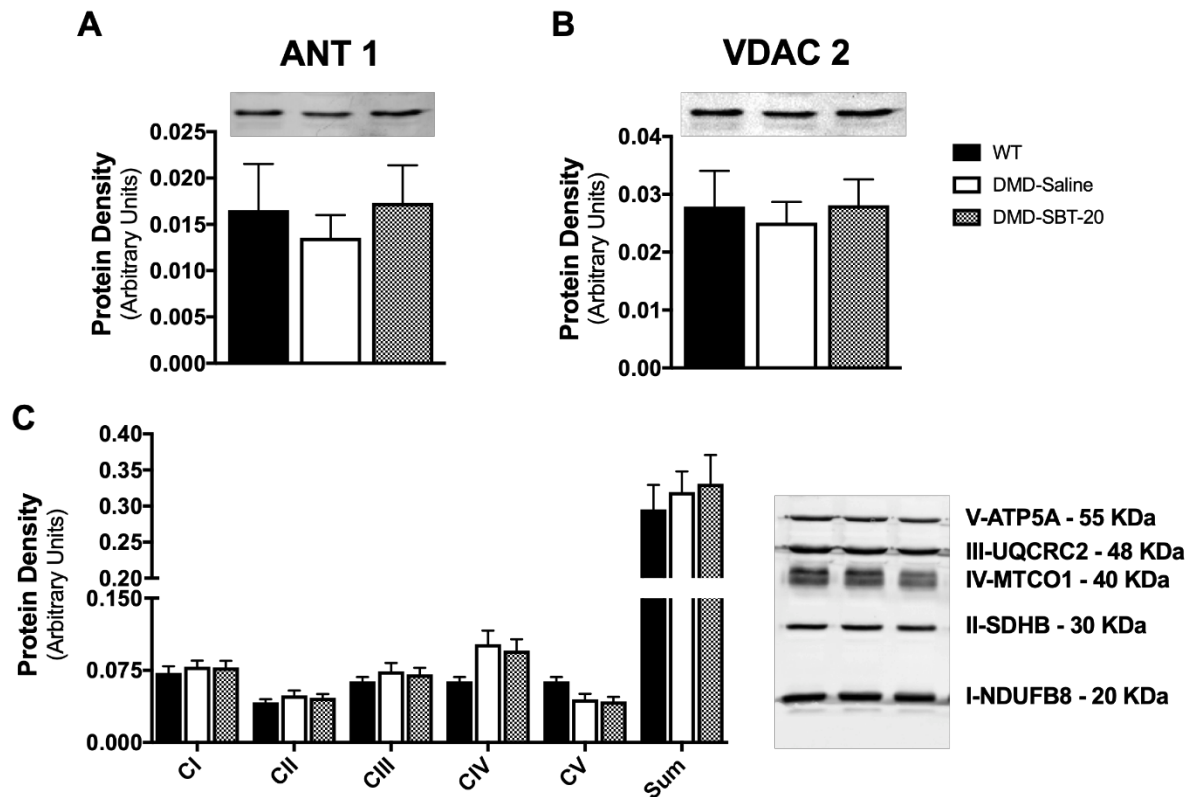 A
ANT 1
Protein Density
(Arbitrary Units)
0.025
0.020
0.015
0.010
0.005
0.000
B
VDAC 2
Protein Density
(Arbitrary Units)
0.04
0.03
0.02
0.01
0.00
WT
DMD-Saline
DMD-SBT-20
C
Protein Density
(Arbitrary Units)
0.40
0.35
0.30
0.25
0.20
0.150
0.075
0.000
CI
CII
CIII
CIV
CV
Sum
V-ATP5A - 55 KDa
III-UQCRC2 - 48 KDa
IV-MTCO1 - 40 KDa
II-SDHB - 30 KDa
I-NDUFB8 - 20 KDa